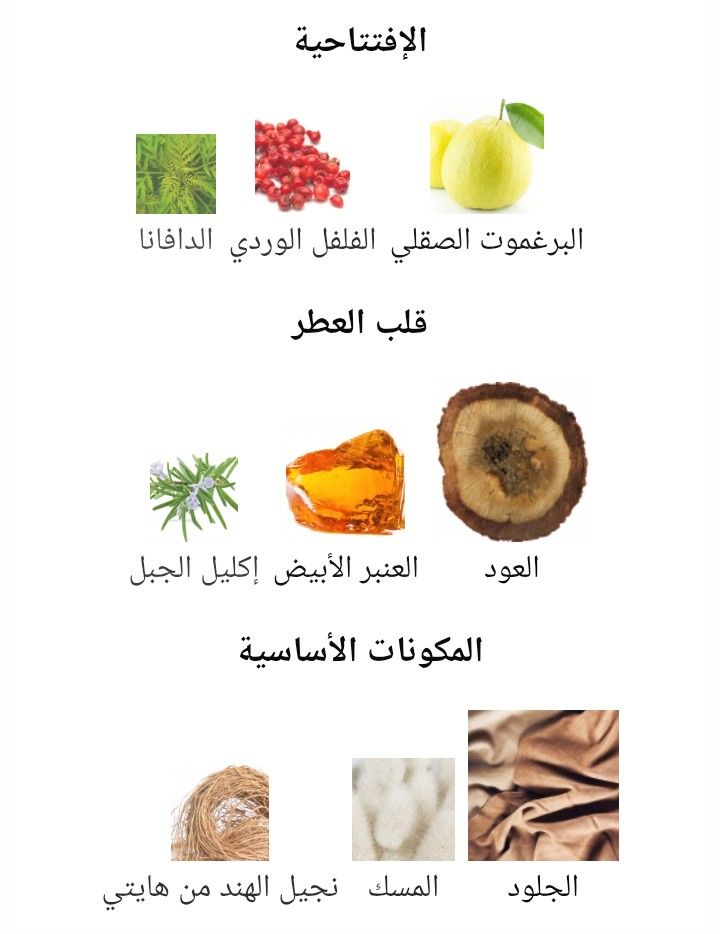 الإفتتاحية
البرغموت الصقلي الفلفل الوردي الدافانا
قلب العطر
العود العنبر الأبيض إكليل الجبل
المكونات الأساسية
الجلود المسك نجيل الهند من هايتي